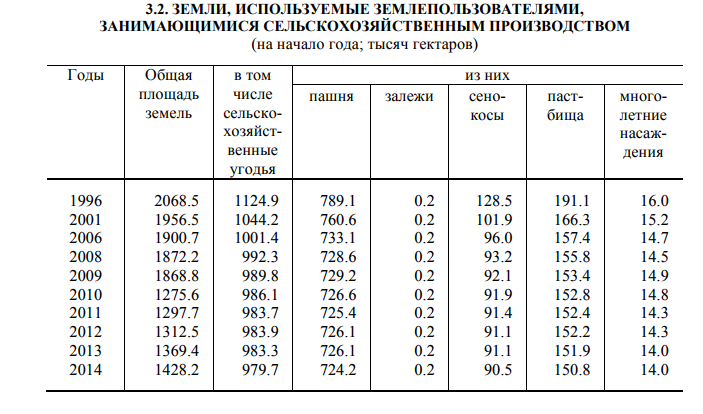 3.2. ЗЕМЛИ, ИСПОЛЬЗУЕМЫЕ ЗЕМЛЕПОЛЬЗОВАТЕЛЯМИ,
ЗАНИМАЮЩИМИСЯ СЕЛЬСКОХОЗЯЙСТВЕННЫМ ПРОИЗВОДСТВОМ
(на начало года; тысяч гектаров)
Годы Общая в том из них
площадь числе пашня залежи сено- паст- много-
земель сельско- косы бища летние
хозяйст- насаж-
венные дения
угодья
1996 2068.5 1124.9 789.1 0.2 128.5 191.1 16.0
2001 1956.5 1044.2 760.6 0.2 101.9 166.3 15.2
2006 1900.7 1001.4 733.1 0.2 96.0 157.4 14.7
2008 1872.2 992.3 728.6 0.2 93.2 155.8 14.5
2009 1868.8 989.8 729.2 0.2 92.1 153.4 14.9
2010 1275.6 986.1 726.6 0.2 91.9 152.8 14.8
2011 1297.7 983.7 725.4 0.2 91.4 152.4 14.3
2012 1312.5 983.9 726.1 0.2 91.1 152.2 14.3
2013 1369.4 983.3 726.1 0.2 91.1 151.9 14.0
2014 1428.2 979.7 724.2 0.2 90.5 150.8 14.0